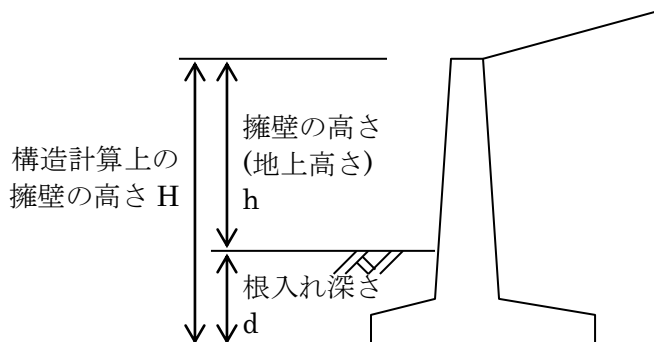 構造計算上の
擁壁の高さ H
擁壁の高さ
(地上高さ)
h
根入れ深さ
d